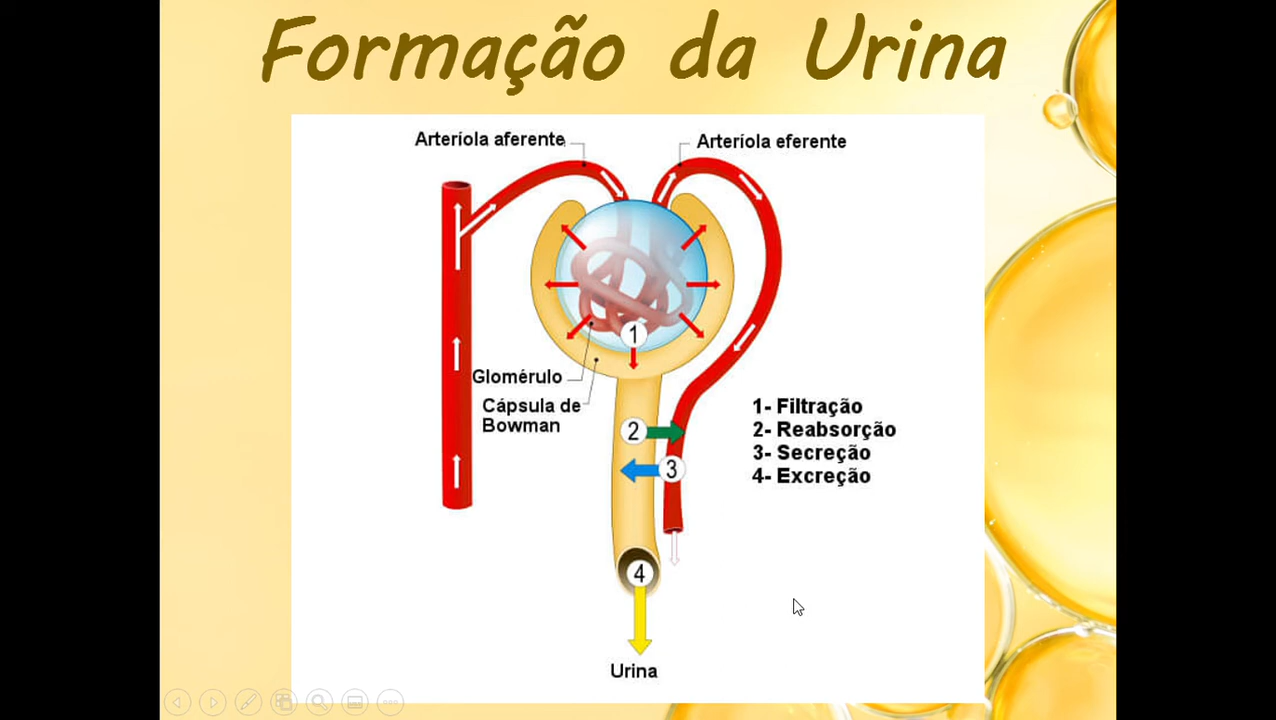 Formação da Urina
Arteríola aferente
Arteríola eferente
1
Glomérulo
Cápsula de
Bowman
2
3
1- Filtração
2- Reabsorção
3- Secreção
4- Excreção
4
Urina